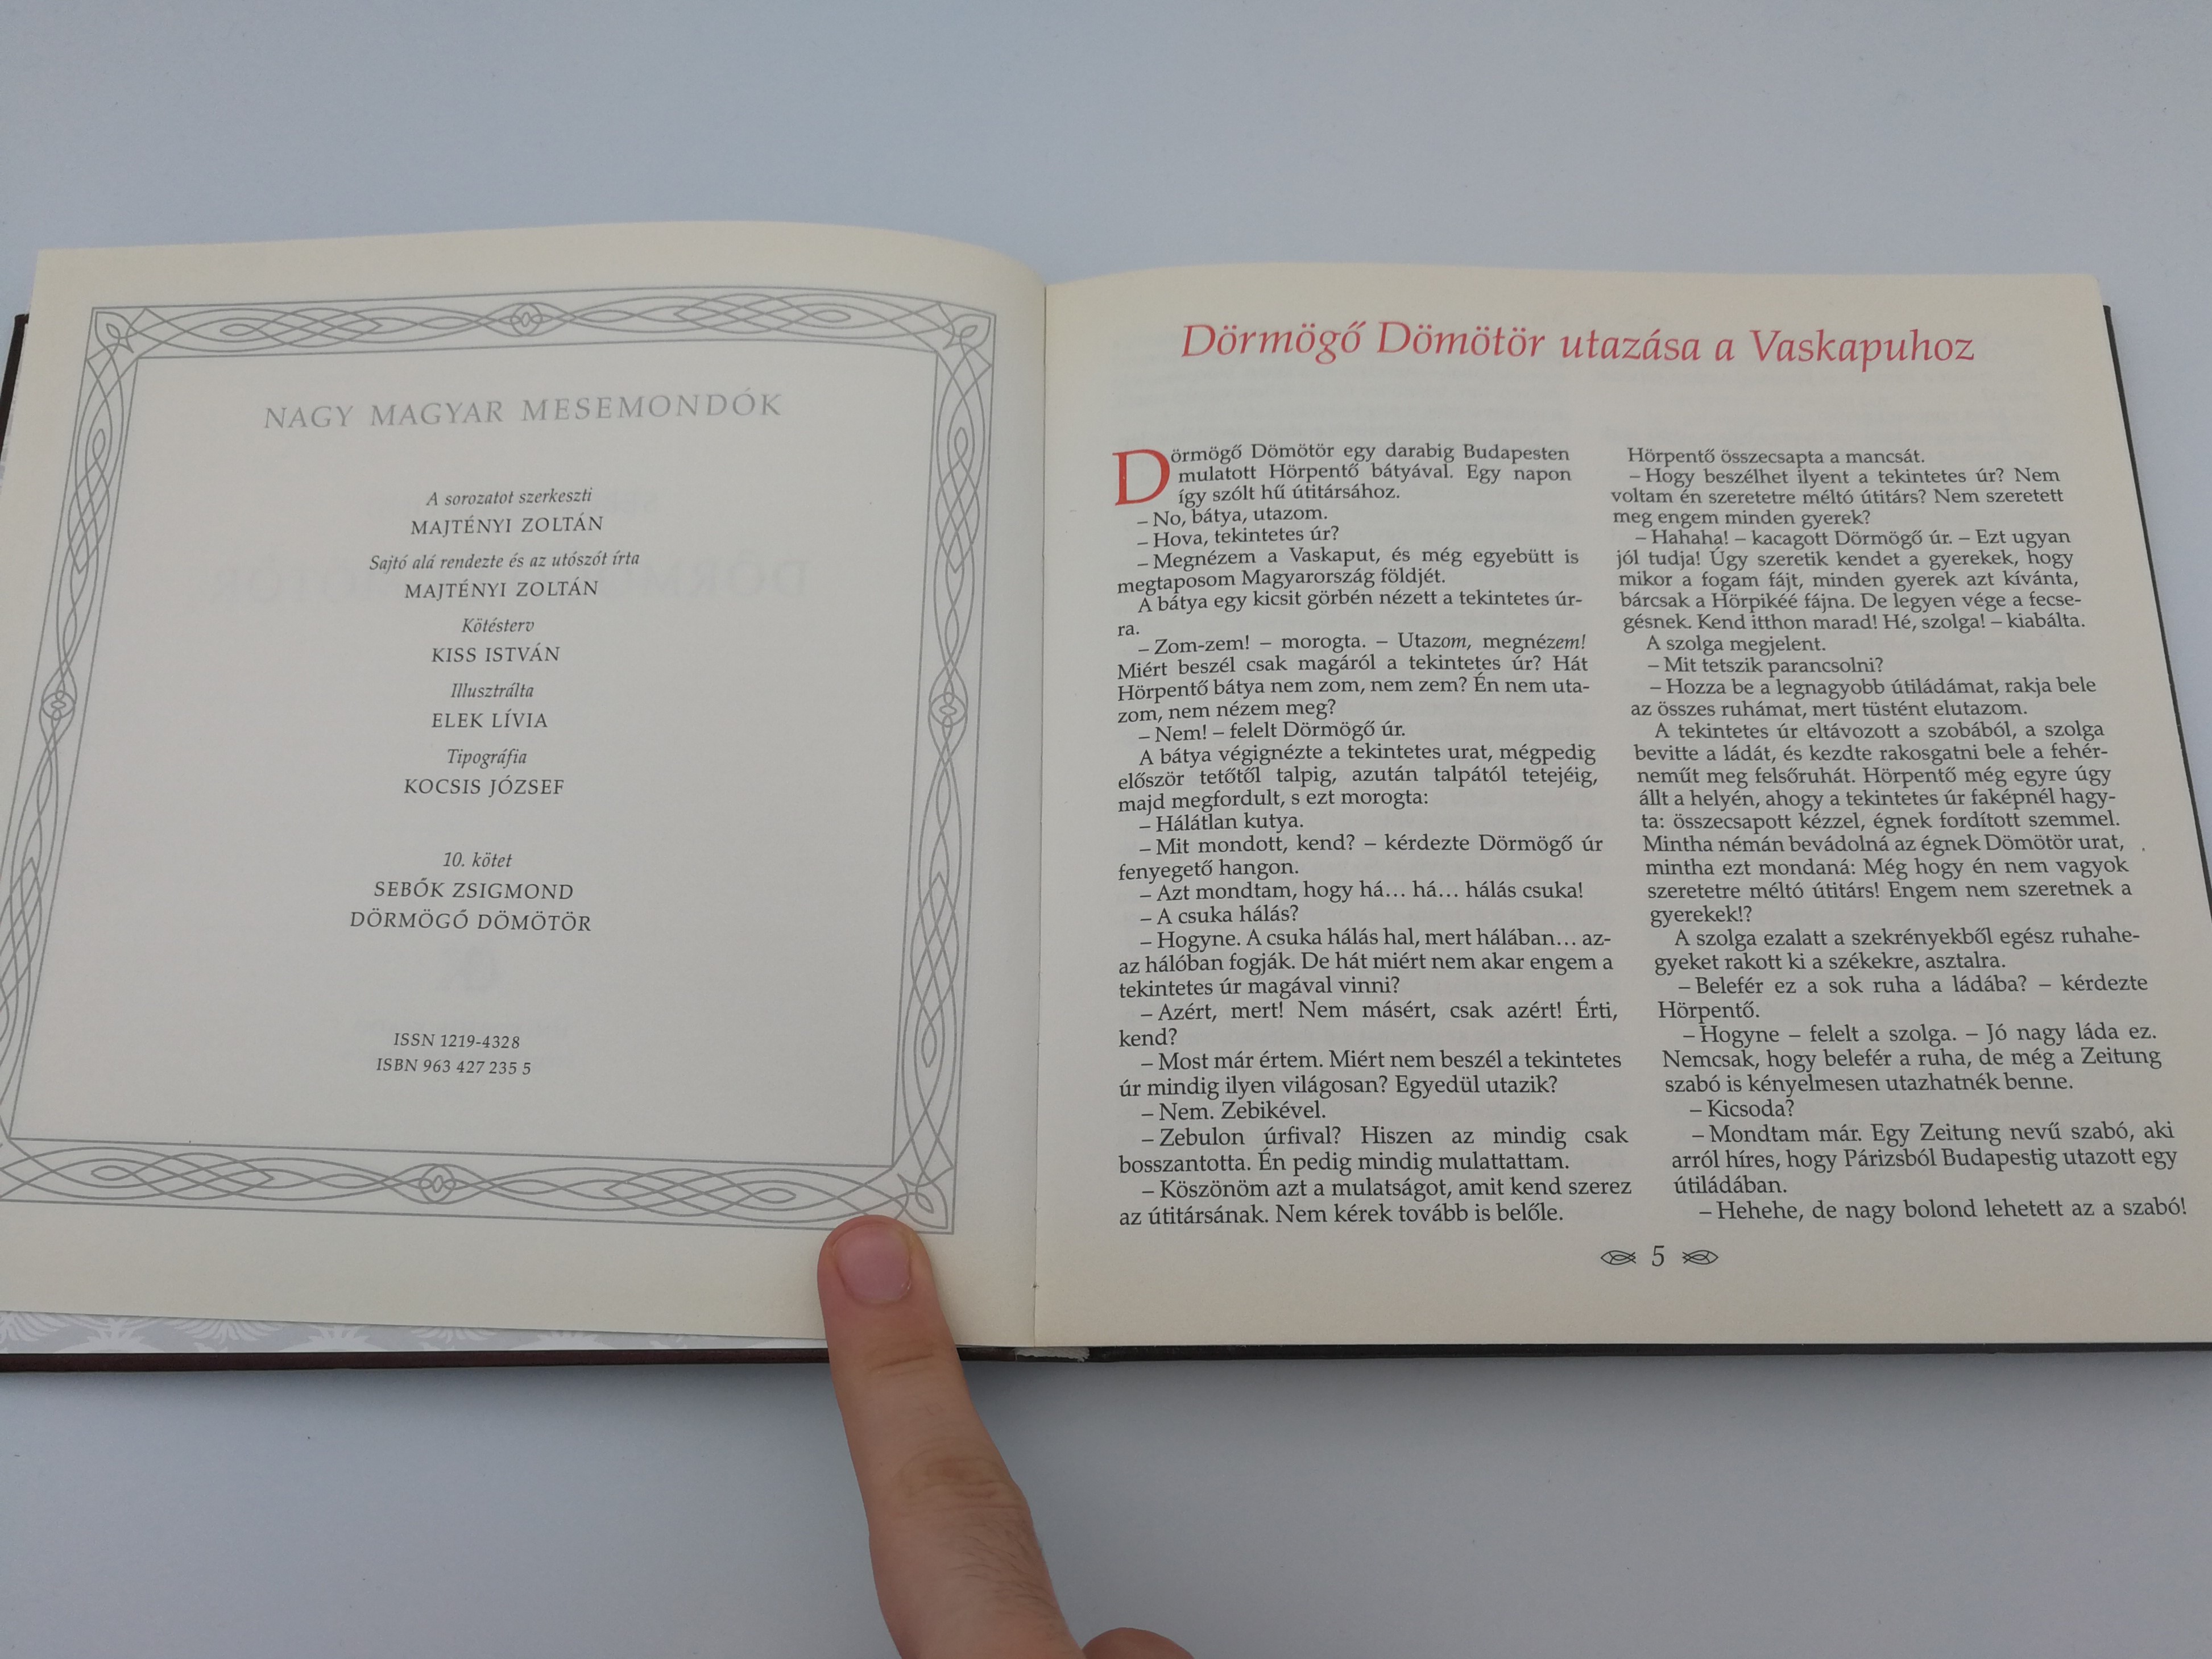 NAGY MAGYAR MESEMONDÓK
A sorozatot szerkeszti
MAJTÉNYI ZOLTÁN
Sajtó alá rendezte és az utószót írta
MAJTÉNYI ZOLTÁN
Kötésterv
KISS ISTVÁN
Illusztrálta
ELEK LÍVIA
Tipográfia
KOCSIS JÓZSEF
10. kötet
SEBŐK ZSIGMOND
DÖRMÖGŐ DÖMÖTÖR
ISSN 1219-4328
ISBN 963 427 235 5
Dörmögő Dömötör utazása a Vaskapuhoz
Dörmögő Dömötör egy darabig Budapesten
mulatott Hörpentő bátyával. Egy napon
így szólt hű útitársához.
– No, bátya, utazom.
– Hova, tekintetes úr?
– Megnézem a Vaskaput, és még egyebütt is
megtaposom Magyarország földjét.
A bátya egy kicsit görbén nézett a tekintetes úr-
ra.
– Zom-zem! – morogta. – Utazom, megnézem!
Miért beszél csak magáról a tekintetes úr? Hát
Hörpentő bátya nem zom, nem zem? Én nem uta-
zom, nem nézem meg?
– Nem! – felelt Dörmögő úr.
A bátya végignézte a tekintetes urat, mégpedig
először tetőtől talpig, azután talpától tetejéig,
majd megfordult, s ezt morogta:
– Hálátlan kutya.
– Mit mondott, kend? – kérdezte Dörmögő úr
fenyegető hangon.
– Azt mondtam, hogy há... há... hálás csuka!
– A csuka hálás?
– Hogyne. A csuka hálás hal, mert hálában... az-
az hálóban fogják. De hát miért nem akar engem a
tekintetes úr magával vinni?
– Azért, mert! Nem másért, csak azért! Érti,
kend?
– Most már értem. Miért nem beszél a tekintetes
úr mindig ilyen világosan? Egyedül utazik?
– Nem. Zebikével.
– Zebulon úrfival? Hiszen az mindig csak
bosszantotta. Én pedig mindig mulattattam.
– Köszönöm azt a mulatságot, amit kend szerez
az útitársának. Nem kérek tovább is belőle.
Hörpentő összecsapta a mancsát.
– Hogy beszélhet ilyent a tekintetes úr? Nem
voltam én szeretetre méltó útitárs? Nem szeretett
meg engem minden gyerek?
– Hahaha! – kacagott Dörmögő úr. – Ezt ugyan
jól tudja! Úgy szeretik kendet a gyerekek, hogy
mikor a fogam fájt, minden gyerek azt kívánta,
bárcsak a Hörpikéé fájna. De legyen vége a fecse-
gésnek. Kend itthon marad! Hé, szolga! – kiabálta.
A szolga megjelent.
– Mit tetszik parancsolni?
– Hozza be a legnagyobb útiládámat, rakja bele
az összes ruhámat, mert tüstént elutazom.
A tekintetes úr eltávozott a szobából, a szolga
bevitte a ládát, és kezdte rakosgatni bele a fehér-
neműt meg felsőruhát. Hörpentő még egyre úgy
állt a helyén, ahogy a tekintetes úr faképnél hagy-
ta: összecsapott kézzel, égnek fordított szemmel.
Mintha némán bevádolná az égnek Dömötör urat,
mintha ezt mondaná: Még hogy én nem vagyok
szeretetre méltó útitárs! Engem nem szeretnek a
gyerekek!?
A szolga ezalatt a szekrényekből egész ruhahe-
gyeket rakott ki a székekre, asztalra.
– Belefér ez a sok ruha a ládába? – kérdezte
Hörpentő.
– Hogyne – felelt a szolga. – Jó nagy láda ez.
Nemcsak, hogy belefér a ruha, de még a Zeitung
szabó is kényelmesen utazhatnék benne.
– Kicsoda?
– Mondtam már. Egy Zeitung nevű szabó, aki
arról híres, hogy Párizsból Budapestig utazott egy
útiládában.
– Hehehe, de nagy bolond lehetett az a szabó!
5